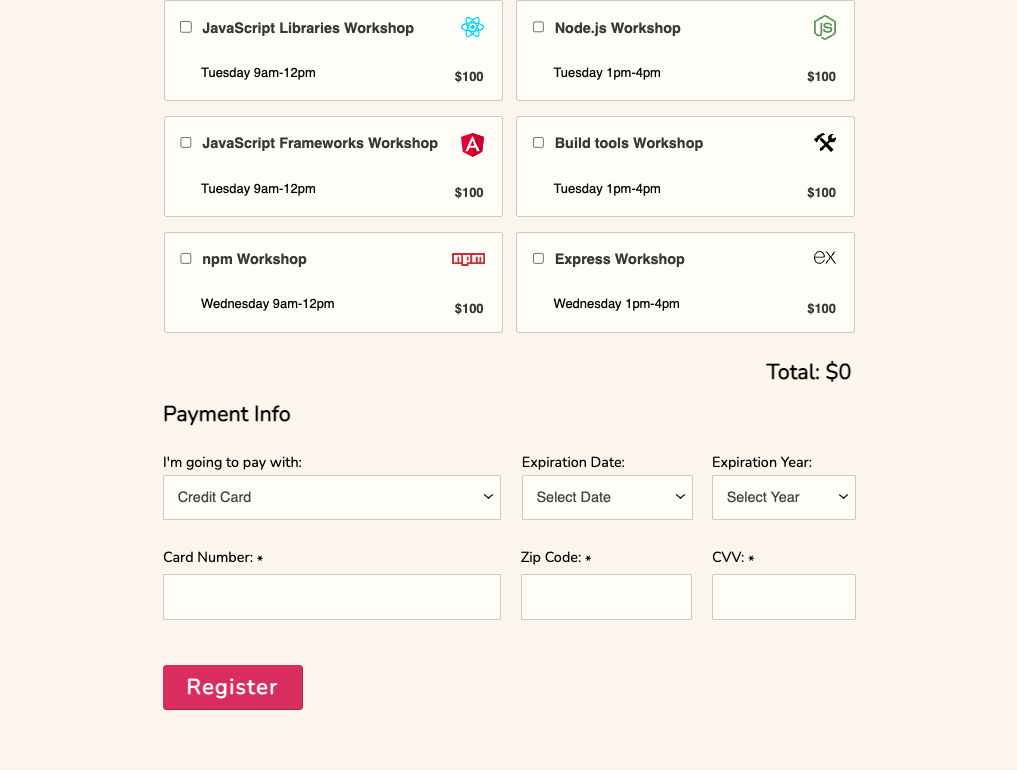 JavaScript Libraries Workshop
Tuesday 9am-12pm
$100
Node.js Workshop
JS
Tuesday 1pm-4pm
$100
JavaScript Frameworks Workshop
A
Tuesday 9am-12pm
$100
Build tools Workshop
Tuesday 1pm-4pm
$100
npm Workshop
npm
Wednesday 9am-12pm
$100
Express Workshop
ex
Wednesday 1pm-4pm
$100
Total: $0
Payment Info
I'm going to pay with:
Credit Card
Expiration Date:
Select Date
Expiration Year:
Select Year
Card Number: *
Zip Code: *
CVV: *
Register